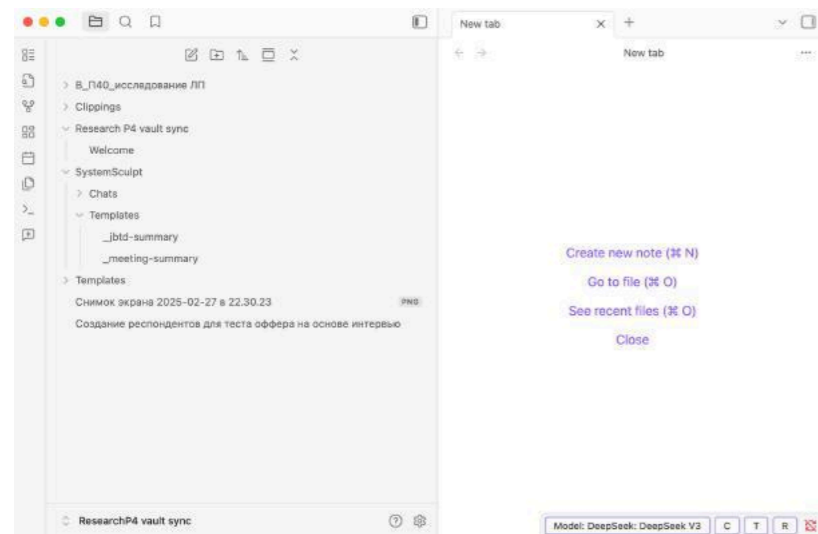 New tab
New tab
В_П40_исследование ЛП
Clippings
Research P4 vault sync
Welcome
SystemSculpt
Chats
Templates
_jbtd-summary
_meeting-summary
Templates
Снимок экрана 2025-02-27 в 22.30.23 PNG
Создание респондентов для теста оффера на основе интервью
Create new note (⌘ N)
Go to file (⌘ O)
See recent files (⌘ O)
Close
ResearchP4 vault sync
Model: DeepSeek: DeepSeek V3 C T R